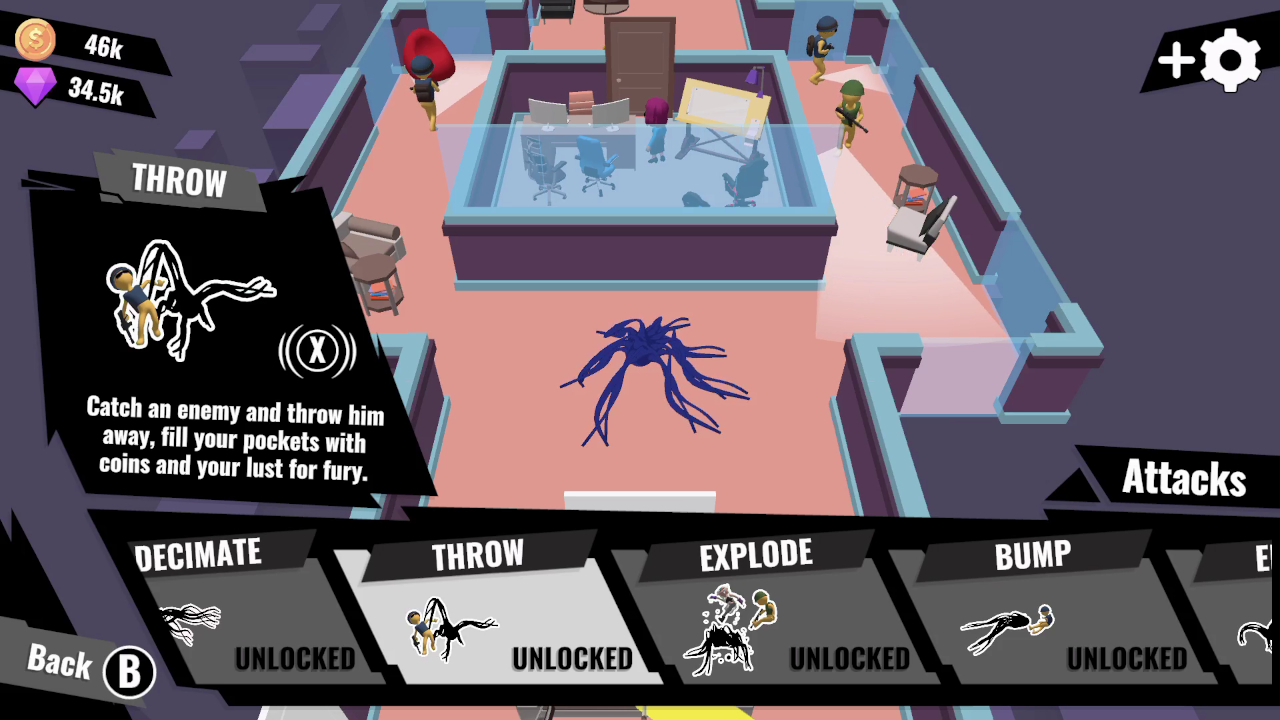 46k
34.5k
THROW
X
Catch an enemy and throw him
away, fill your pockets with
coins and your lust for fury.
Attacks
DECIMATE
THROW
EXPLODE
BUMP
UNLOCKED
UNLOCKED
UNLOCKED
UNLOCKED
Back B